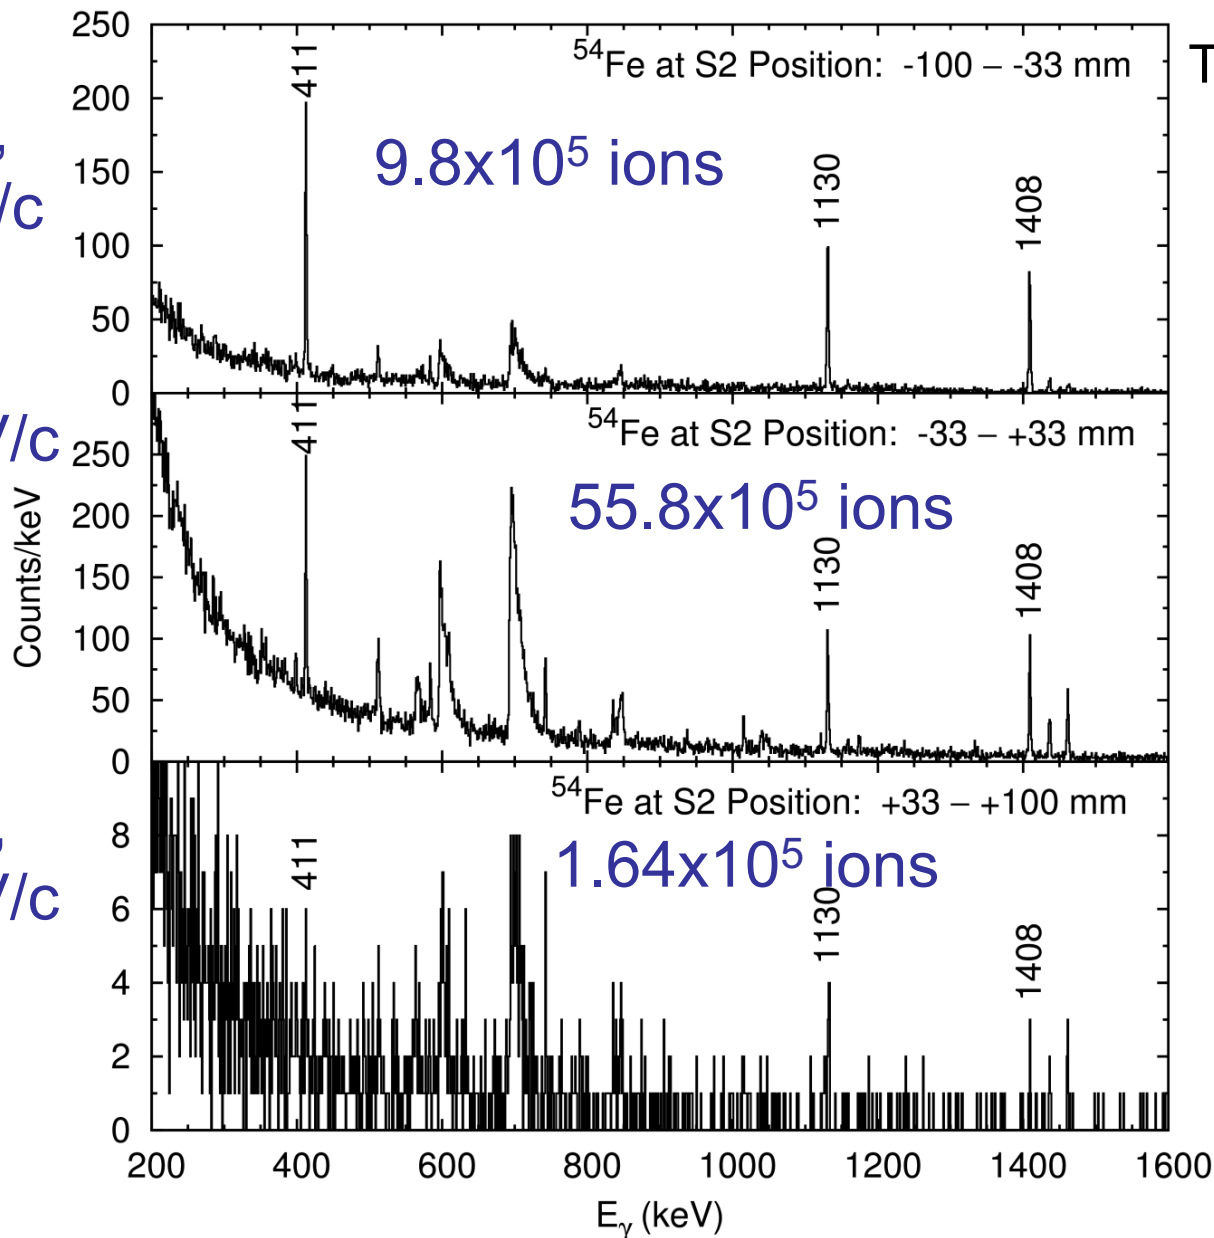 T
,
/c
V/c
,
V/c
250
200
150
100
50
0
411
⁵⁴Fe at S2 Position: -100 – -33 mm
9.8x10⁵ ions
1130
1408
250
200
150
100
50
0
411
⁵⁴Fe at S2 Position: -33 – +33 mm
55.8x10⁵ ions
1130
1408
Counts/keV
8
6
4
2
0
411
⁵⁴Fe at S2 Position: +33 – +100 mm
1.64x10⁵ ions
1130
1408
200 400 600 800 1000 1200 1400 1600
Eᵧ (keV)